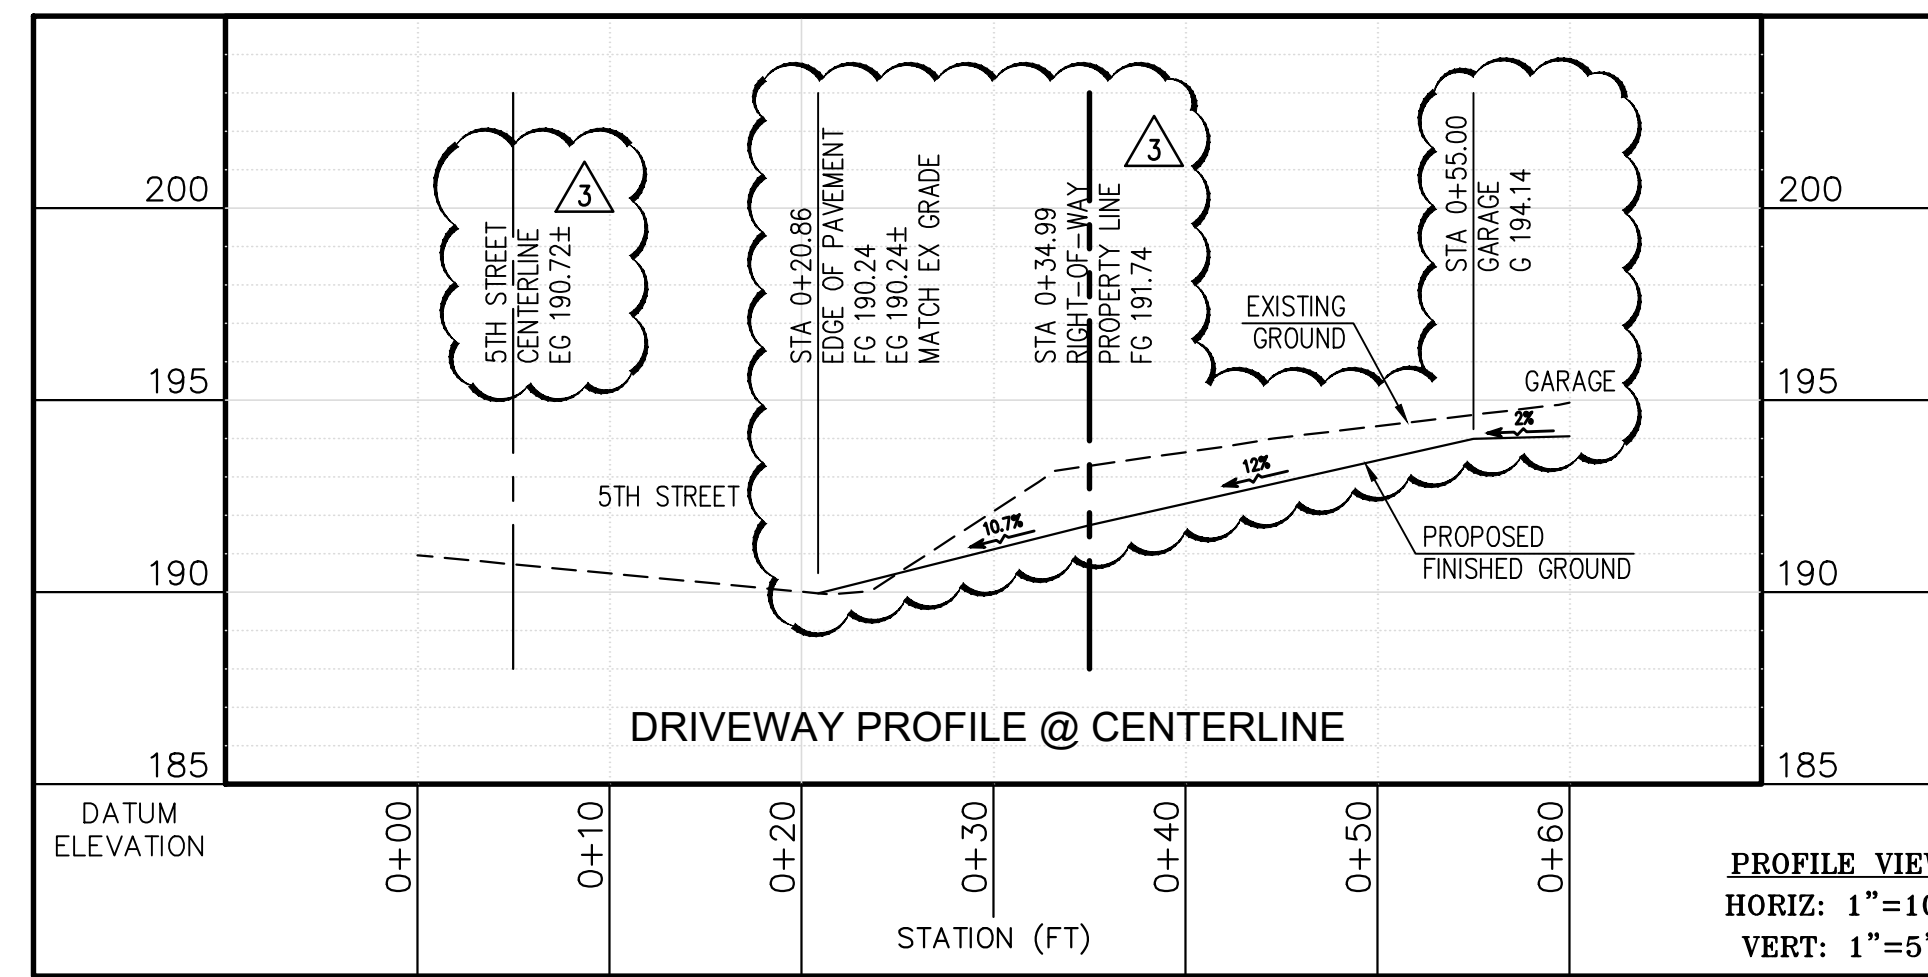 200
195
190
185
DATUM
ELEVATION
5TH STREET
CENTERLINE
EG 190.72±
3
5TH STREET
STA 0+20.86
EDGE OF PAVEMENT
FG 190.24
EG 190.24±
MATCH EX GRADE
STA 0+34.99
RIGHT-OF-WAY
PROPERTY LINE
FG 191.74
3
EXISTING
GROUND
STA 0+55.00
GARAGE
G 194.14
GARAGE
2%
12%
10.7%
PROPOSED
FINISHED GROUND
DRIVEWAY PROFILE @ CENTERLINE
200
195
190
185
0+00
0+10
0+20
0+30
0+40
0+50
0+60
STATION (FT)
PROFILE VIEW
HORIZ: 1"=10
VERT: 1"=5'